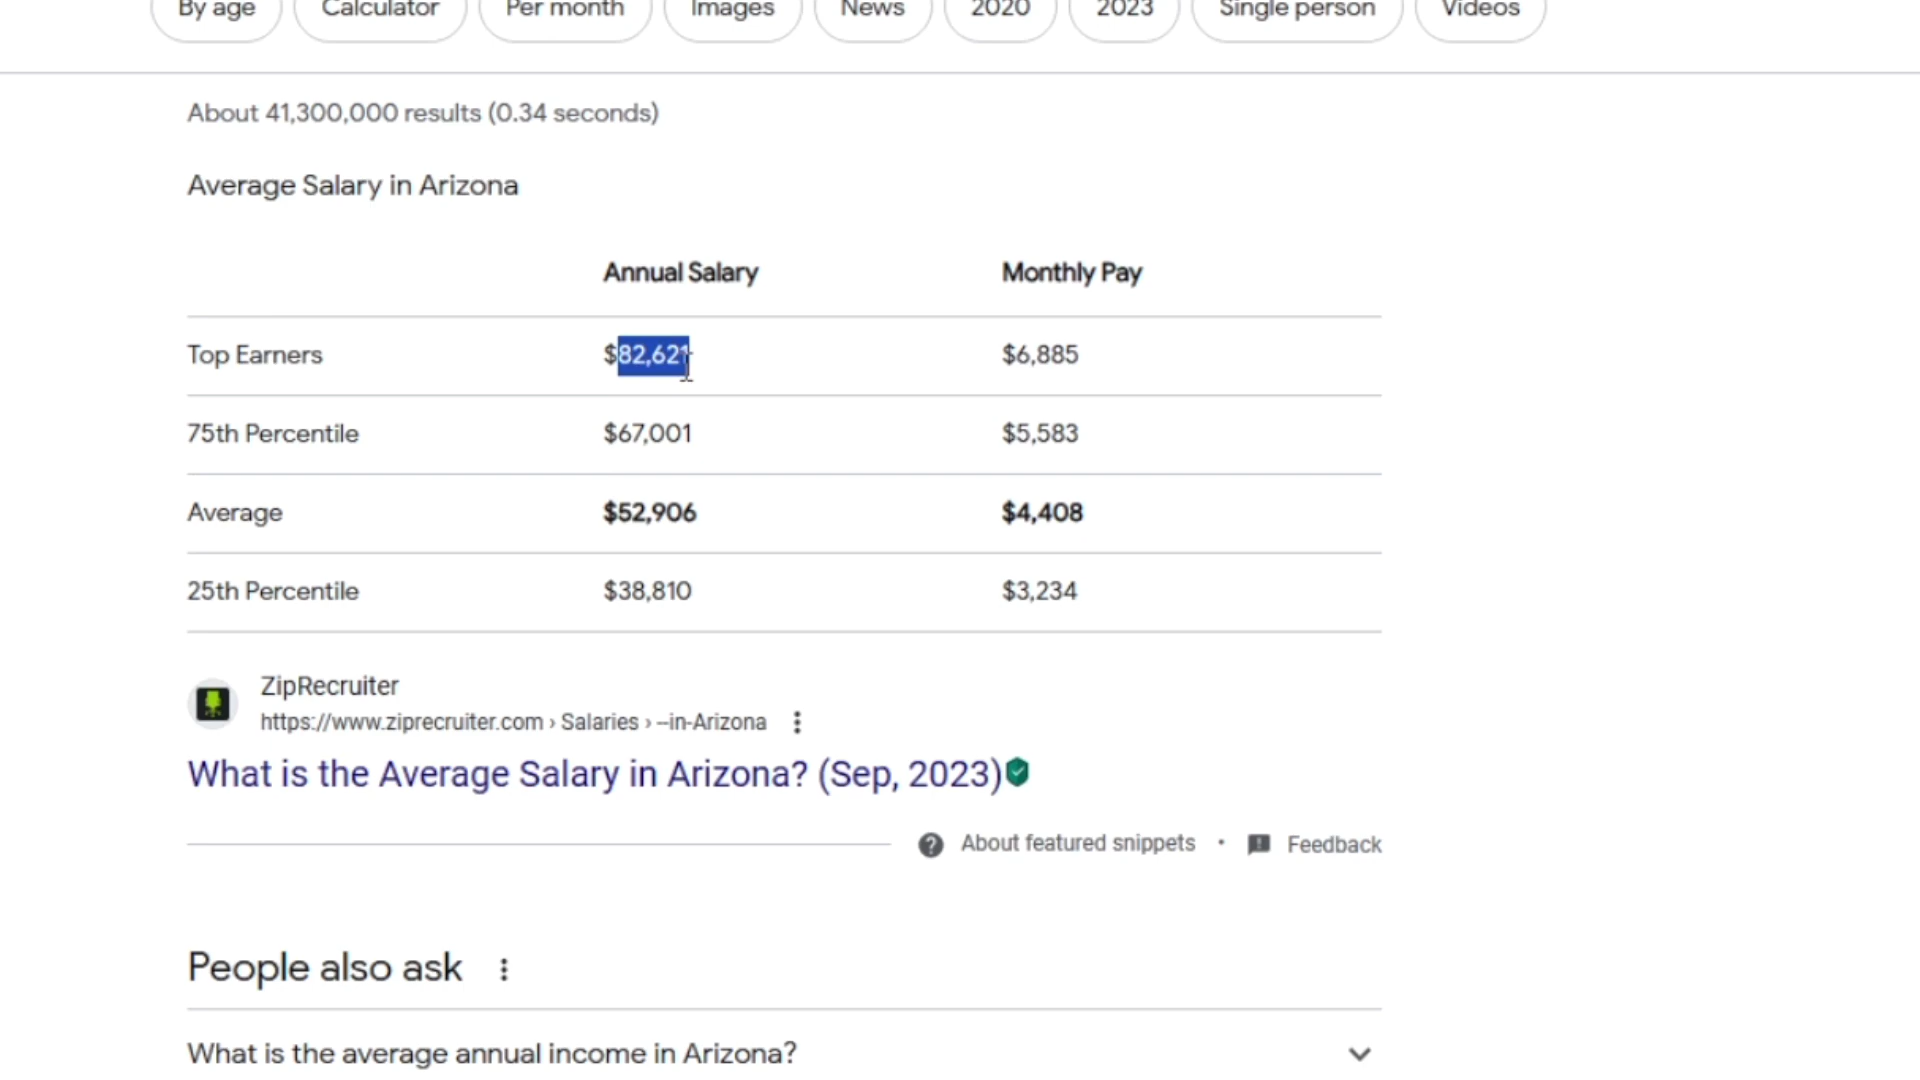 By age Calculator Per month Images News 2020 2023 Single person Videos
About 41,300,000 results (0.34 seconds)
Average Salary in Arizona
Annual Salary Monthly Pay
Top Earners $82,621 $6,885
75th Percentile $67,001 $5,583
Average $52,906 $4,408
25th Percentile $38,810 $3,234
ZipRecruiter
https://www.ziprecruiter.com › Salaries › --in-Arizona
What is the Average Salary in Arizona? (Sep, 2023)
About featured snippets • Feedback
People also ask
What is the average annual income in Arizona?